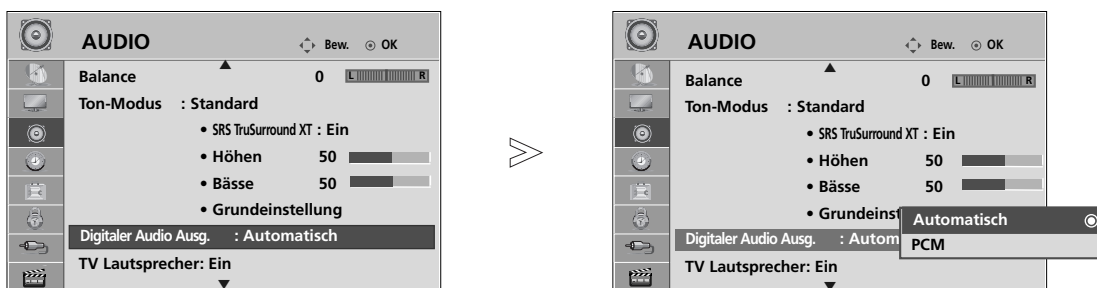 AUDIO Bew. OK
Balance 0 L R
Ton-Modus : Standard
• SRS TruSurround XT : Ein
• Höhen 50
• Bässe 50
• Grundeinstellung
Digitaler Audio Ausg. : Automatisch
TV Lautsprecher: Ein
>
AUDIO Bew. OK
Balance 0 L R
Ton-Modus : Standard
• SRS TruSurround XT : Ein
• Höhen 50
• Bässe 50
• Grundeinst
Digitaler Audio Ausg. : Autom
TV Lautsprecher: Ein
Automatisch
PCM